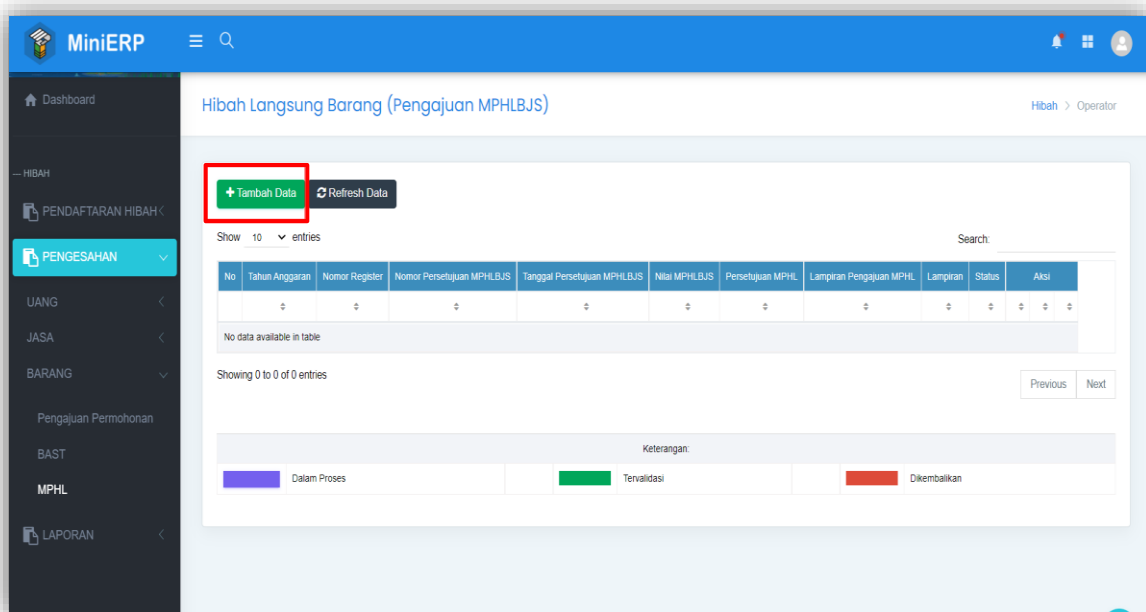 MiniERP
Dashboard
Hibah Langsung Barang (Pengajuan MPHLBJS)
Hibah > Operator
— HIBAH
PENDAFTARAN HIBAH
PENGESAHAN
UANG
JASA
BARANG
Pengajuan Permohonan
BAST
MPHL
LAPORAN
+ Tambah Data Refresh Data
Show 10 entries
Search:
No Tahun Anggaran Nomor Register Nomor Persetujuan MPHLBJS Tanggal Persetujuan MPHLBJS Nilai MPHLBJS Persetujuan MPHL Lampiran Pengajuan MPHL Lampiran Status Aksi
No data available in table
Showing 0 to 0 of 0 entries
Previous Next
Keterangan:
Dalam Proses Tervalidasi Dikembalikan